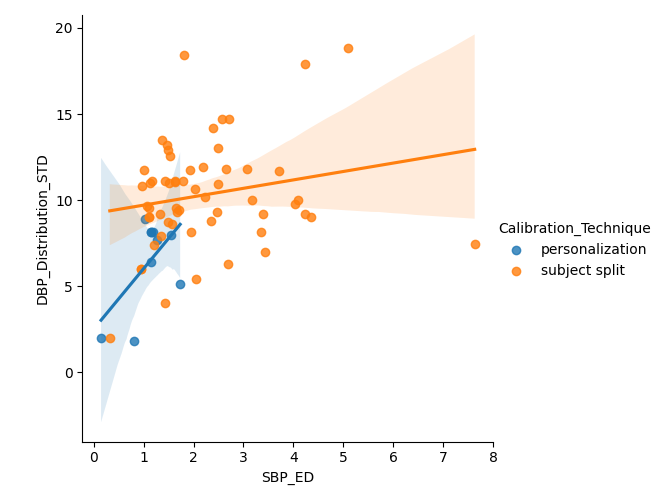 20
15
10
5
0
DBP_Distribution_STD
0 1 2 3 4 5 6 7 8
SBP_ED
Calibration_Technique
personalization
subject split